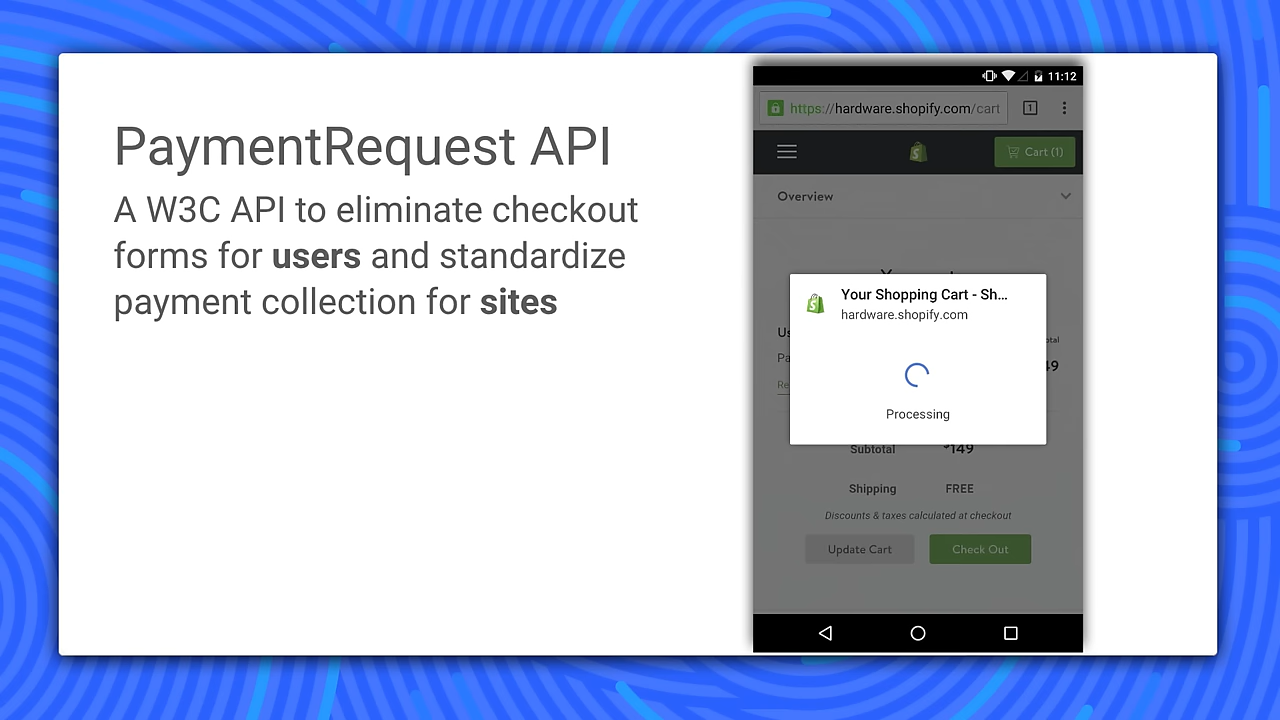 PaymentRequest API
A W3C API to eliminate checkout
forms for users and standardize
payment collection for sites
11:12
https://hardware.shopify.com/cart
1
Cart (1)
Overview
Your Shopping Cart - Sh...
hardware.shopify.com
Processing
Subtotal $149
Shipping FREE
Discounts & taxes calculated at checkout
Update Cart
Check Out